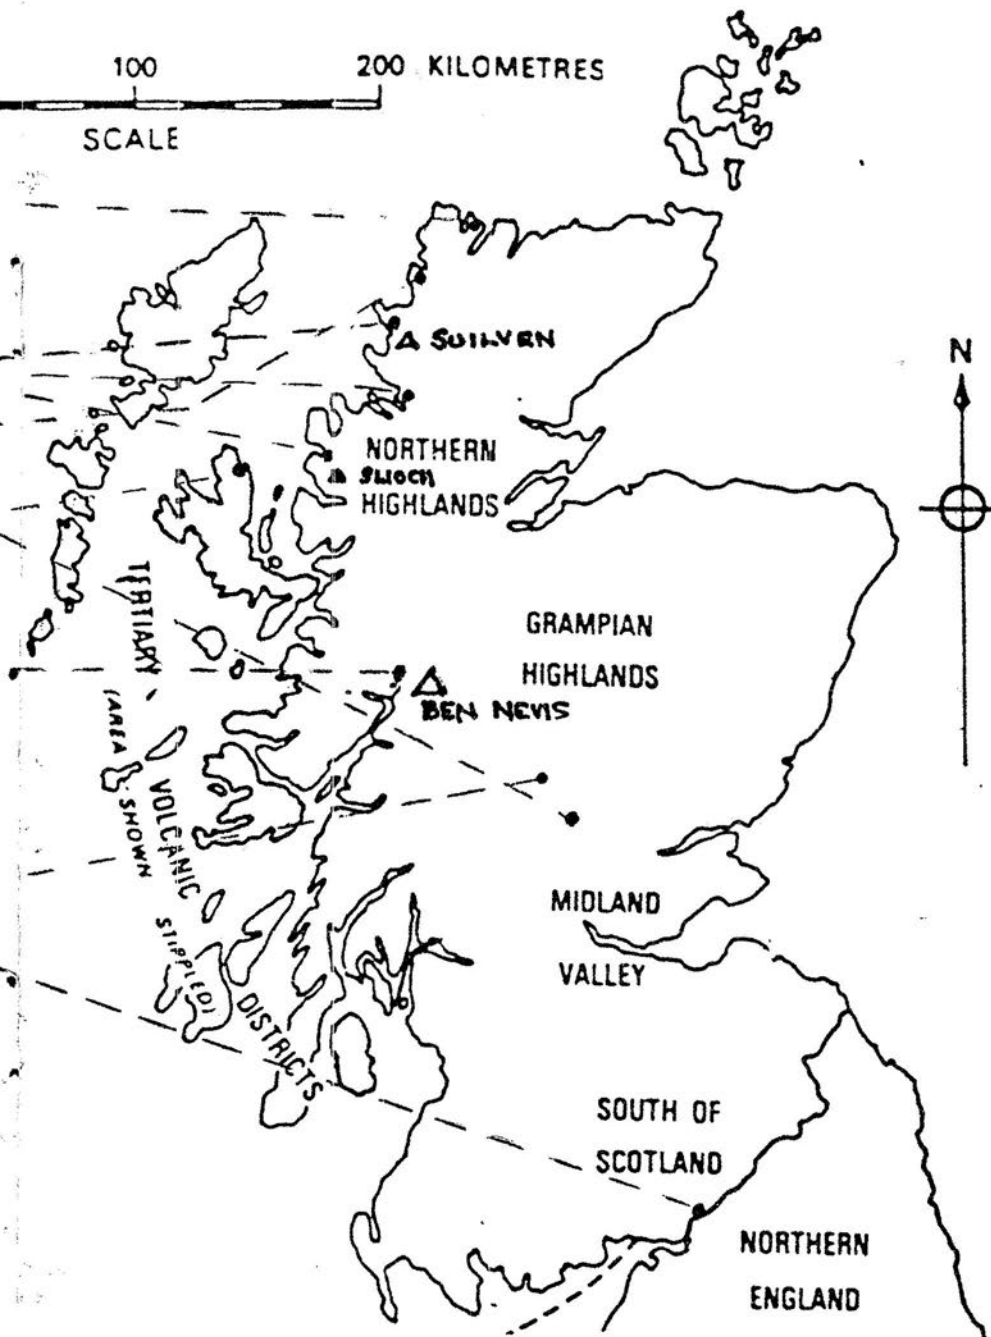 100
200 KILOMETRES
SCALE
SUILVEN
N
NORTHERN
SLIOCH
HIGHLANDS
TERTIARY
(AREA
SHOWN
VOLCANIC
STIPPLED)
DISTRICTS
GRAMPIAN
HIGHLANDS
BEN NEVIS
MIDLAND
VALLEY
SOUTH OF
SCOTLAND
NORTHERN
ENGLAND